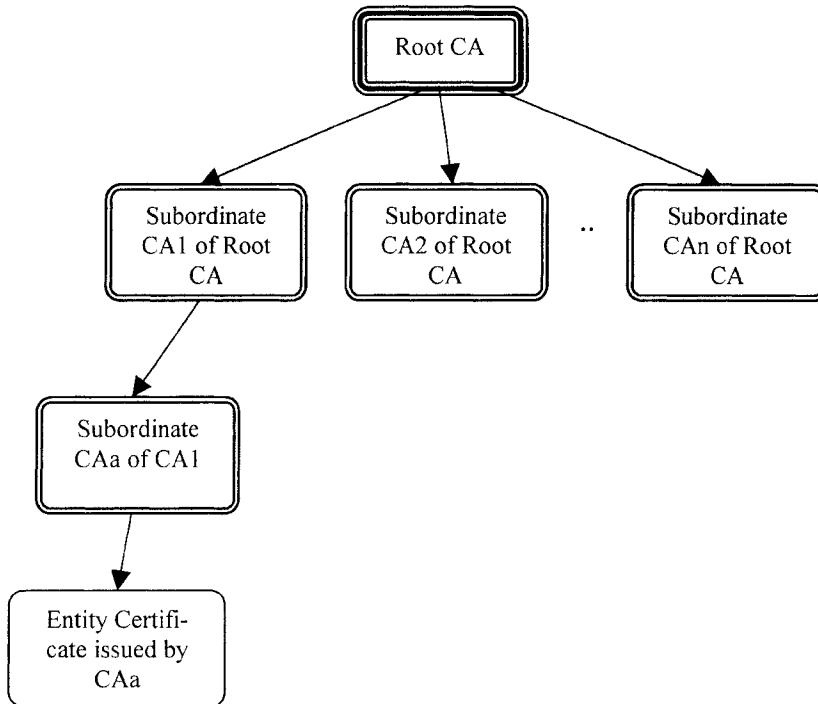 Root CA
Subordinate
CA1 of Root
CA
Subordinate
CA2 of Root
CA
..
Subordinate
CAn of Root
CA
Subordinate
CAa of CA1
Entity Certifi-
cate issued by
CAa